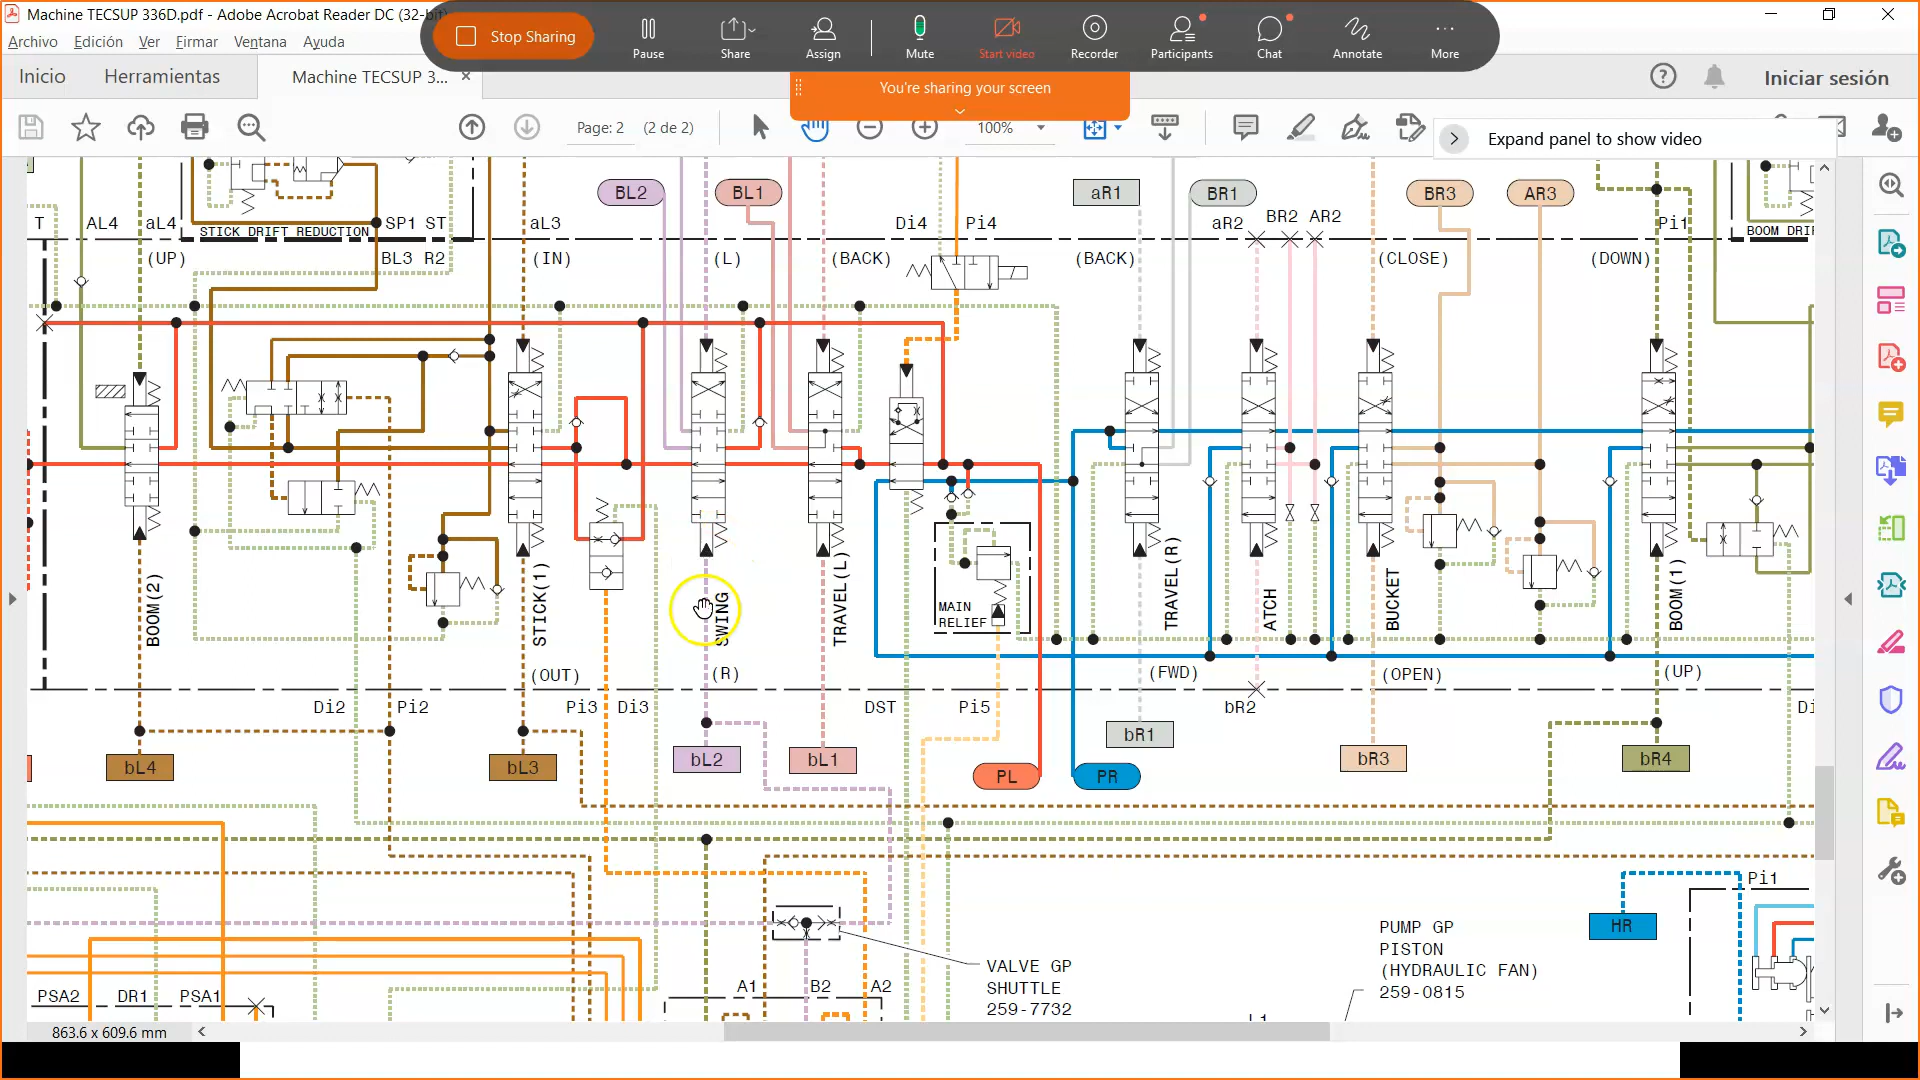 Machine TECSUP 336D.pdf - Adobe Acrobat Reader DC (32-bit
Stop Sharing
Pause
Share
Assign
Mute
Start video
Recorder
Participants
Chat
Annotate
More
Archivo Edición Ver Firmar Ventana Ayuda
You're sharing your screen
Inicio
Herramientas
Machine TECSUP 3... ×
Iniciar sesión
Page: 2 (2 de 2)
100%
Expand panel to show video
BL2
BL1
aR1
BR1
BR3
AR3
T AL4 aL4
STICK DRIFT REDUCTION
SP1 ST
aL3
Di4 Pi4
aR2 BR2 AR2
Pi1
BOOM DRIF
(UP)
BL3 R2
(IN)
(L)
(BACK)
(BACK)
(CLOSE)
(DOWN)
BOOM(2)
STICK(1)
SWING
TRAVEL(L)
MAIN
RELIEF
TRAVEL(R)
ATCH
BUCKET
BOOM(1)
(OUT)
(R)
(FWD)
(OPEN)
(UP)
Di2 Pi2
Pi3 Di3
DST
Pi5
bR2
Di
bL4
bL3
bL2
bL1
PL
PR
bR1
bR3
bR4
Pi1
HR
PUMP GP
PISTON
(HYDRAULIC FAN)
259-0815
VALVE GP
SHUTTLE
259-7732
A1 B2 A2
PSA2 DR1 PSA1
L1
863.6 x 609.6 mm